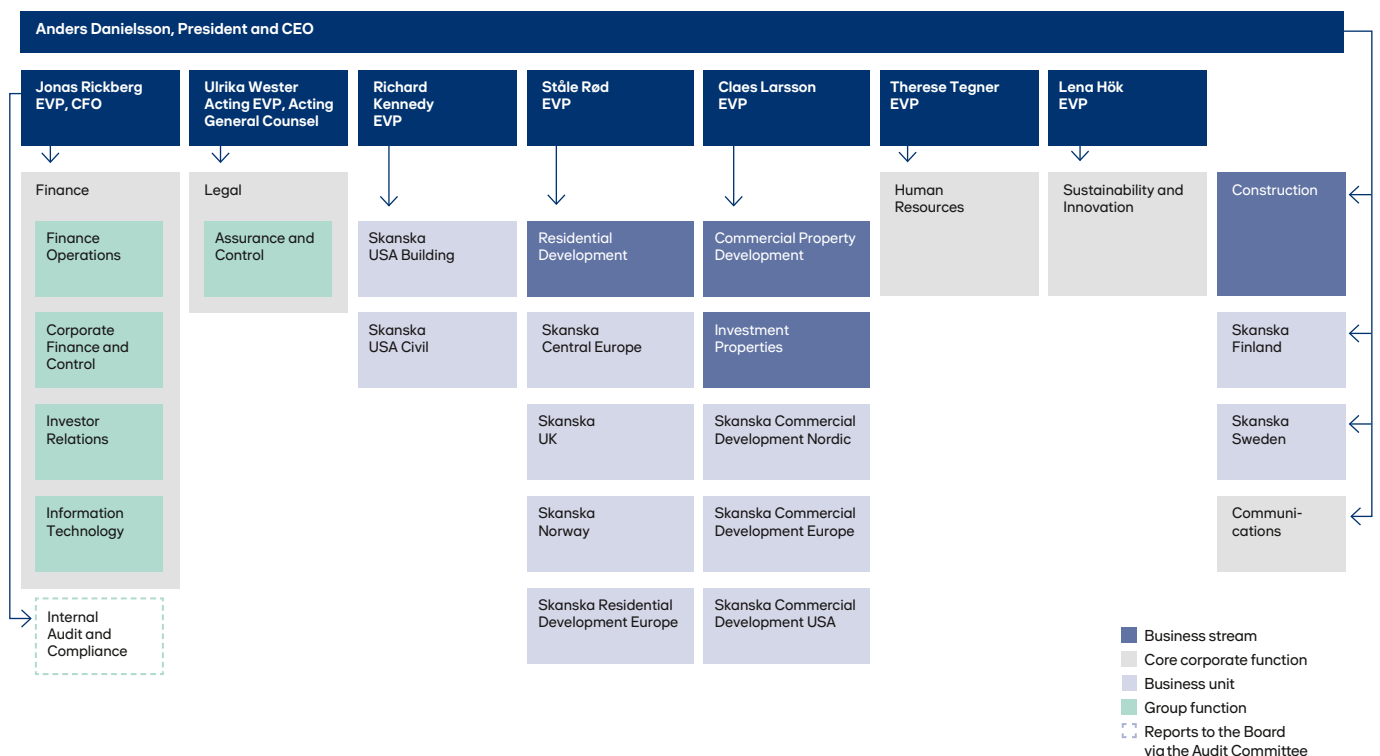 Anders Danielsson, President and CEO
Jonas Rickberg
EVP, CFO
Ulrika Wester
Acting EVP, Acting
General Counsel
Richard
Kennedy
EVP
Ståle Rød
EVP
Claes Larsson
EVP
Therese Tegner
EVP
Lena Hök
EVP
Finance
Finance
Operations
Corporate
Finance and
Control
Investor
Relations
Information
Technology
Internal
Audit and
Compliance
Legal
Assurance and
Control
Skanska
USA Building
Skanska
USA Civil
Residential
Development
Skanska
Central Europe
Skanska
UK
Skanska
Norway
Skanska Residential
Development Europe
Commercial Property
Development
Investment
Properties
Skanska Commercial
Development Nordic
Skanska Commercial
Development Europe
Skanska Commercial
Development USA
Human
Resources
Sustainability and
Innovation
Construction
Skanska
Finland
Skanska
Sweden
Communi-
cations
Business stream
Core corporate function
Business unit
Group function
Reports to the Board
via the Audit Committee